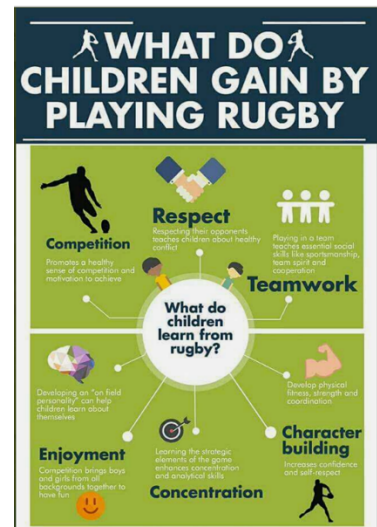 WHAT DO
CHILDREN GAIN BY
PLAYING RUGBY
Competition
Promotes a healthy
sense of competition and
motivation to achieve
Respect
Respecting their opponents
teaches children about healthy
conflict
Playing in a team
teaches essential social
skills like sportsmanship,
team spirit and
cooperation
Teamwork
What do
children
learn from
rugby?
Developing an "on field
personality" can help
children learn about
themselves
Enjoyment
Competition brings boys
and girls from all
backgrounds together to
have fun
Learning the strategic
elements of the game
enhances concentration
and analytical skills
Concentration
Develop physical
fitness, strength and
coordination
Character
building
Increases confidence
and self-respect